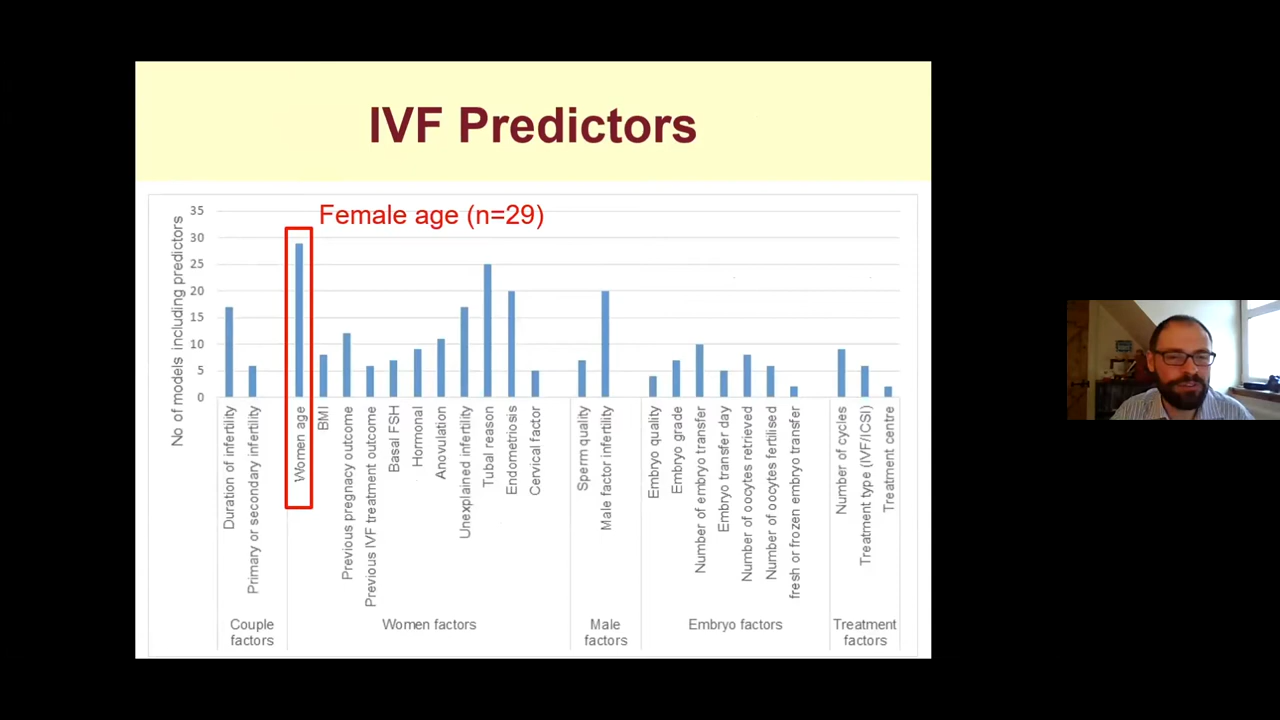 IVF Predictors
Female age (n=29)
No of models including predictors
35
30
25
20
15
10
5
0
Duration of infertility
Primary or secondary infertility
Women age
BMI
Previous pregnancy outcome
Previous IVF treatment outcome
Basal FSH
Hormonal
Anovulation
Unexplained infertility
Tubal reason
Endometriosis
Cervical factor
Sperm quality
Male factor infertility
Embryo quality
Embryo grade
Number of embryo transfer
Embryo transfer day
Number of oocytes retrieved
Number of oocytes fertilised
fresh or frozen embryo transfer
Number of cycles
Treatment type (IVF/ICSI)
Treatment centre
Couple
factors
Women factors
Male
factors
Embryo factors
Treatment
factors